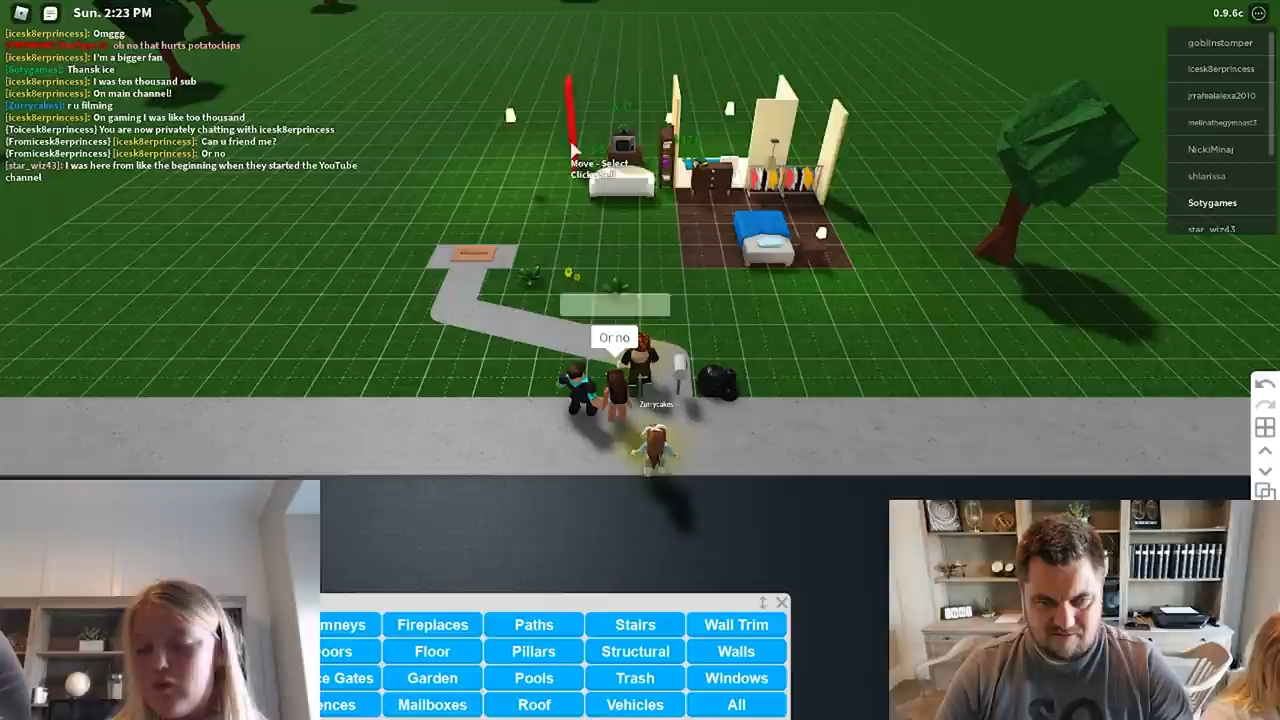 Sun. 2:23 PM
0.9.6c
[icesk8erprincess]: Omggg
oh no that hurts potatochips
[icesk8erprincess]: I'm a bigger fan
[Sotygames]: Thansk ice
[icesk8erprincess]: I was ten thousand sub
[icesk8erprincess]: On main channel!
[Zurrycakes]: r u filming
[icesk8erprincess]: On gaming I was like too thousand
{To icesk8erprincess} You are now privately chatting with icesk8erprincess
{From icesk8erprincess} [icesk8erprincess]: Can u friend me?
{From icesk8erprincess} [icesk8erprincess]: Or no
[star_wiz43]: I was here from like the beginning when they started the YouTube
channel
goblinstomper
icesk8erprincess
jrrafealalexa2010
melinathegymnast3
NickiMinaj
shlarissa
Sotygames
star_wiz43
Move - Select
Or no
Zurrycakes
mneys
Fireplaces
Paths
Stairs
Wall Trim
oors
Floor
Pillars
Structural
Walls
e Gates
Garden
Pools
Trash
Windows
ences
Mailboxes
Roof
Vehicles
All